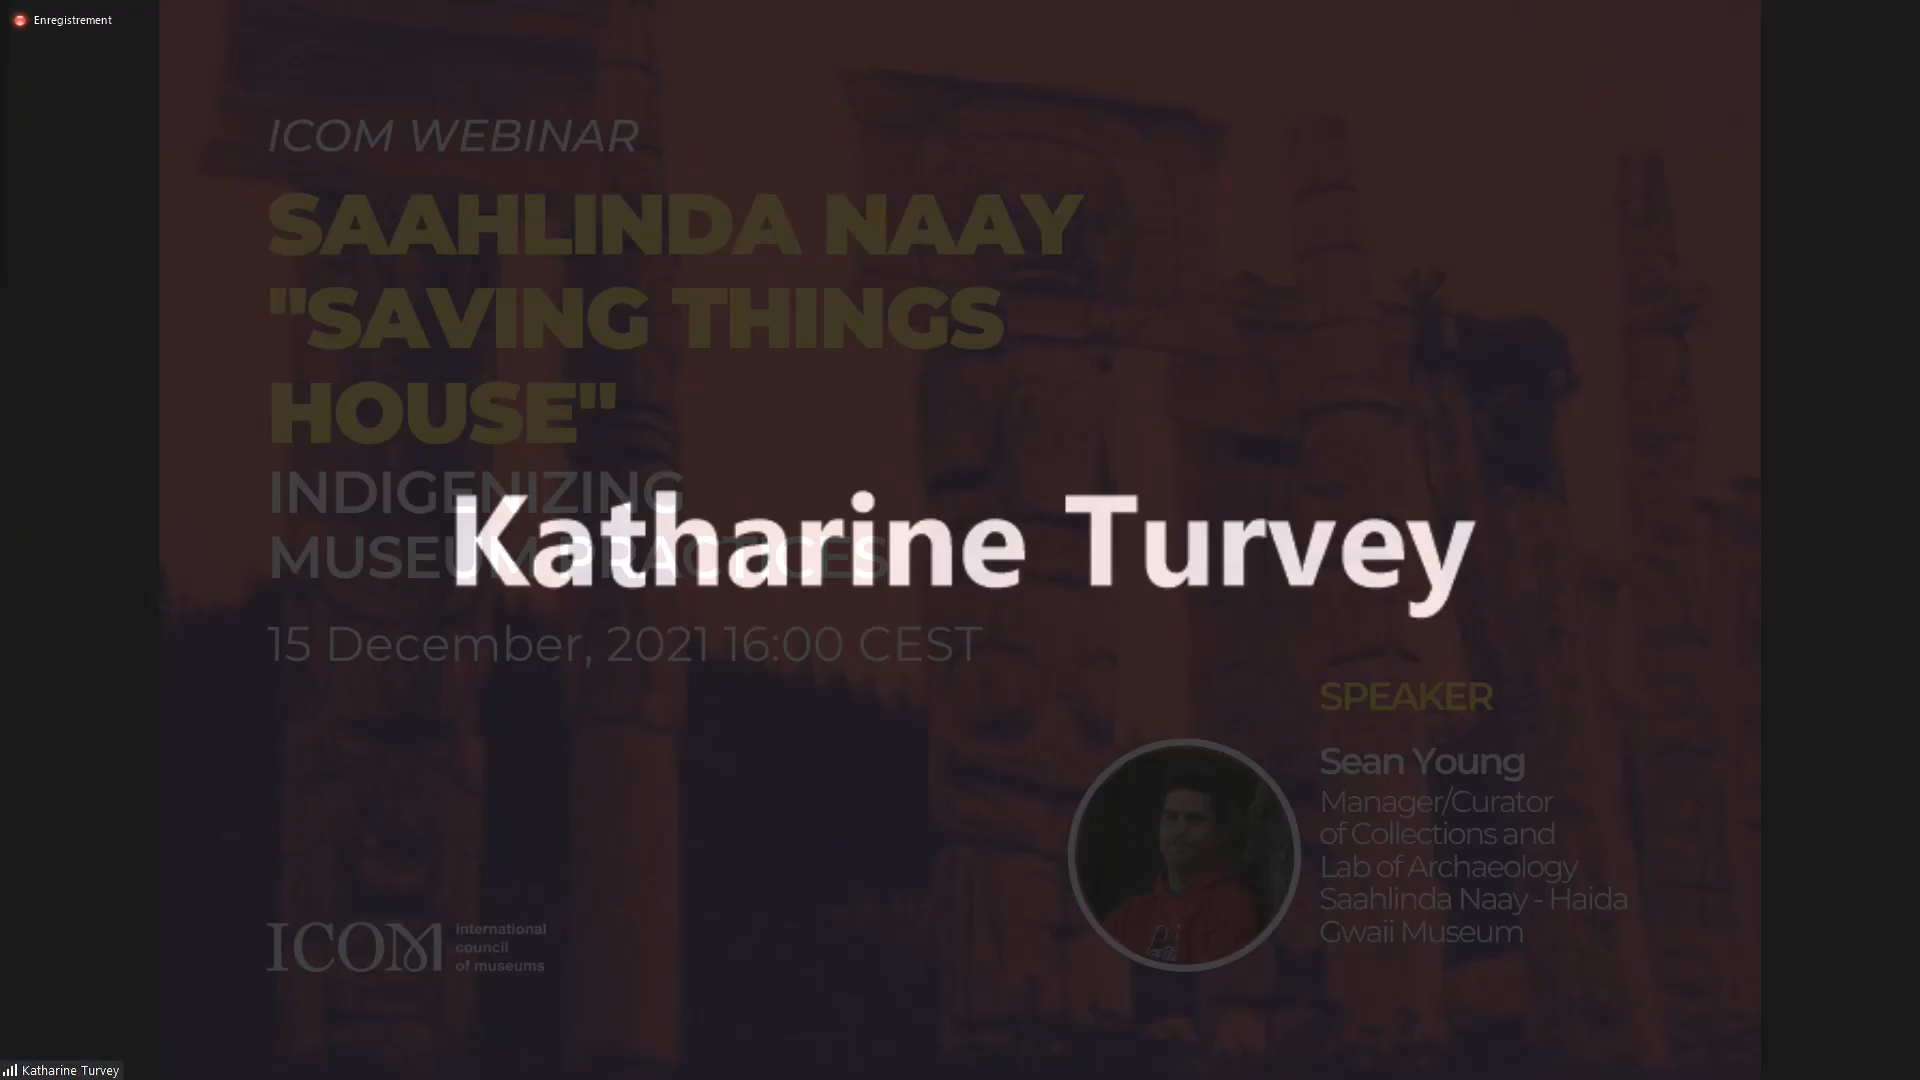 Enregistrement
ICOM WEBINAR
SAAHLINDA NAAY
"SAVING THINGS
HOUSE"
INDIGENIZING
MUSEUM PRACTICES
Katharine Turvey
15 December, 2021 16:00 CEST
SPEAKER
Sean Young
Manager/Curator
of Collections and
Lab of Archaeology
Saahlinda Naay - Haida
Gwaii Museum
ICOM
international
council
of museums
Katharine Turvey